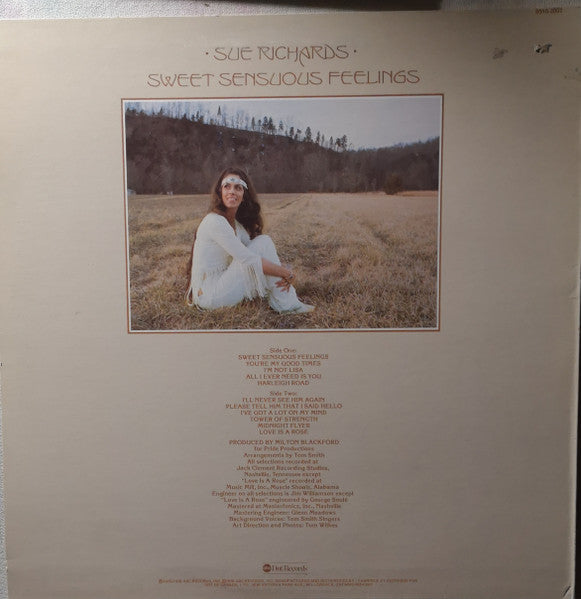 · SUE RICHARDS ·
SWEET SENSUOUS FEELINGS
Side One:
SWEET SENSUOUS FEELINGS
YOU'RE MY GOOD TIMES
I'M NOT LISA
ALL I EVER NEED IS YOU
HARLEIGH ROAD
Side Two:
I'LL NEVER SEE HIM AGAIN
PLEASE TELL HIM THAT I SAID HELLO
I'VE GOT A LOT ON MY MIND
TOWER OF STRENGTH
MIDNIGHT FLYER
LOVE IS A ROSE
PRODUCED BY MILTON BLACKFORD
for Pride Productions
Arrangements by Tom Smith
All selections recorded at
Jack Clement Recording Studios,
Nashville, Tennessee except
"Love Is A Rose" recorded at
Music Mill, Inc., Muscle Shoals, Alabama
Engineer on all selections is Jim Williamson except
"Love Is A Rose" engineered by George Soulé
Mastered at Masterfonics, Inc., Nashville
Mastering Engineer: Glenn Meadows
Background Voices: Tom Smith Singers
Art Direction and Photos: Tom Wilkes
abc Dot Records